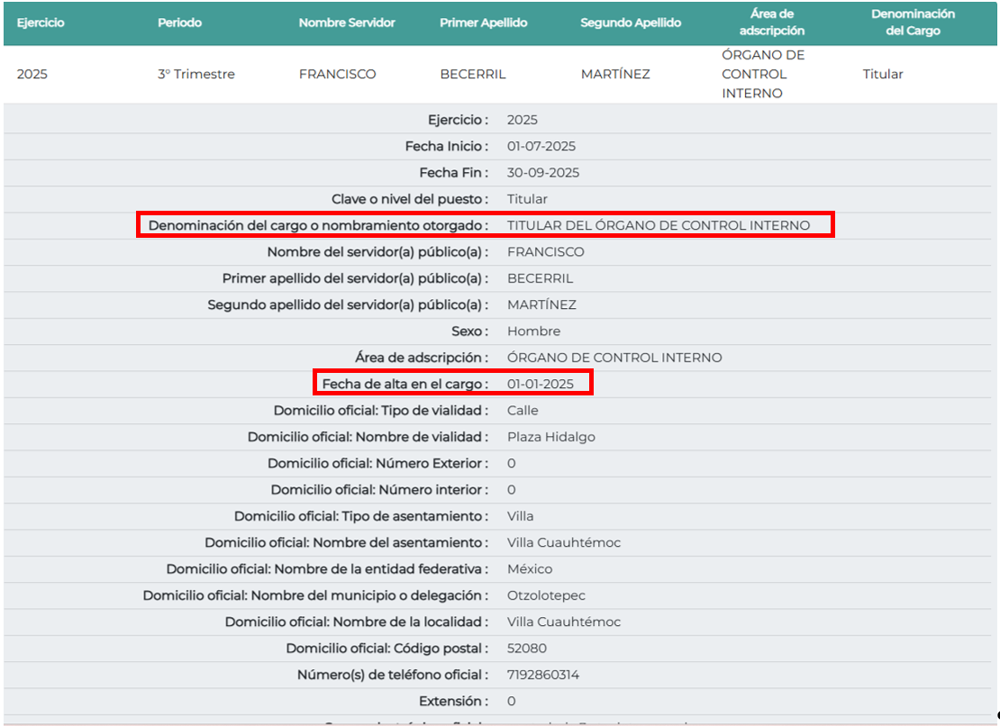 Ejercicio Periodo Nombre Servidor Primer Apellido Segundo Apellido Área de adscripción Denominación del Cargo
2025 3° Trimestre FRANCISCO BECERRIL MARTÍNEZ ÓRGANO DE CONTROL INTERNO Titular
Ejercicio : 2025
Fecha Inicio : 01-07-2025
Fecha Fin : 30-09-2025
Clave o nivel del puesto : Titular
Denominación del cargo o nombramiento otorgado : TITULAR DEL ÓRGANO DE CONTROL INTERNO
Nombre del servidor(a) público(a) : FRANCISCO
Primer apellido del servidor(a) público(a) : BECERRIL
Segundo apellido del servidor(a) público(a) : MARTÍNEZ
Sexo : Hombre
Área de adscripción : ÓRGANO DE CONTROL INTERNO
Fecha de alta en el cargo : 01-01-2025
Domicilio oficial: Tipo de vialidad : Calle
Domicilio oficial: Nombre de vialidad : Plaza Hidalgo
Domicilio oficial: Número Exterior : 0
Domicilio oficial: Número interior : 0
Domicilio oficial: Tipo de asentamiento : Villa
Domicilio oficial: Nombre del asentamiento : Villa Cuauhtémoc
Domicilio oficial: Nombre de la entidad federativa : México
Domicilio oficial: Nombre del municipio o delegación : Otzolotepec
Domicilio oficial: Nombre de la localidad : Villa Cuauhtémoc
Domicilio oficial: Código postal : 52080
Número(s) de teléfono oficial : 7192860314
Extensión : 0